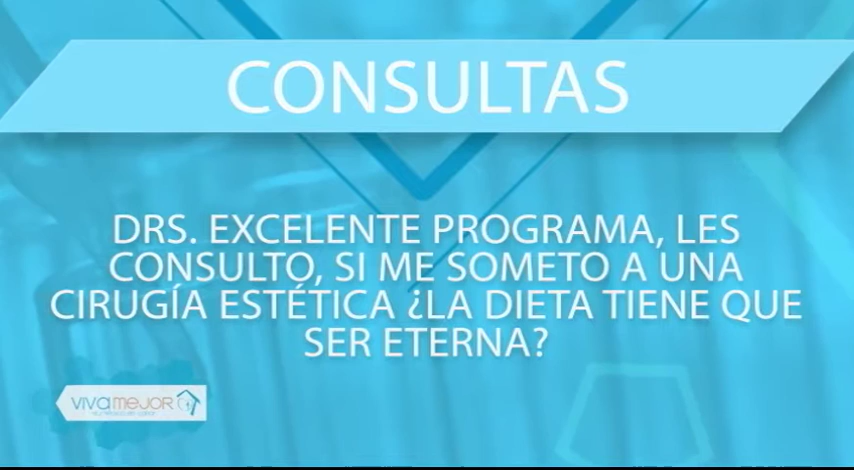 CONSULTAS
DRS. EXCELENTE PROGRAMA, LES
CONSULTO, SI ME SOMETO A UNA
CIRUGÍA ESTÉTICA ¿LA DIETA TIENE QUE
SER ETERNA?
VIVAMEJOR